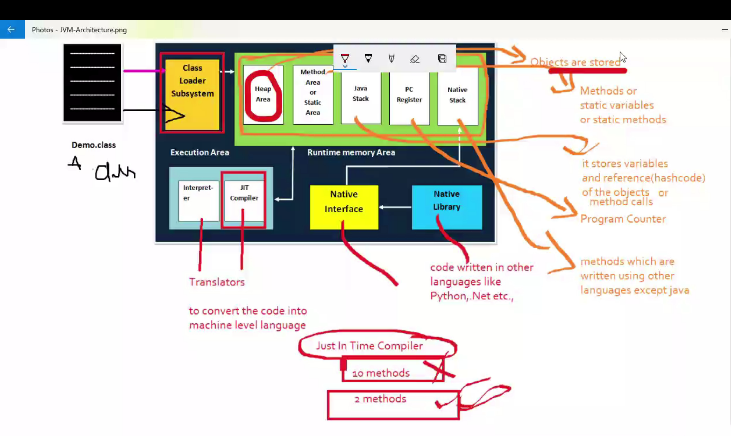 Photos - JVM-Architecture.png
Class
Loader
Subsystem
Heap
Area
Method
Area
or
Static
Area
Java
Stack
PC
Register
Native
Stack
Objects are stored
Methods or
static variables
or static methods
Demo.class
Execution Area
Runtime memory Area
it stores variables
and reference(hashcode)
of the objects or
method calls
Interpret-
er
JIT
Compiler
Native
Interface
Native
Library
Program Counter
Translators
to convert the code into
machine level language
code written in other
languages like
Python,.Net etc.,
methods which are
written using other
languages except java
Just In Time Compiler
10 methods
2 methods